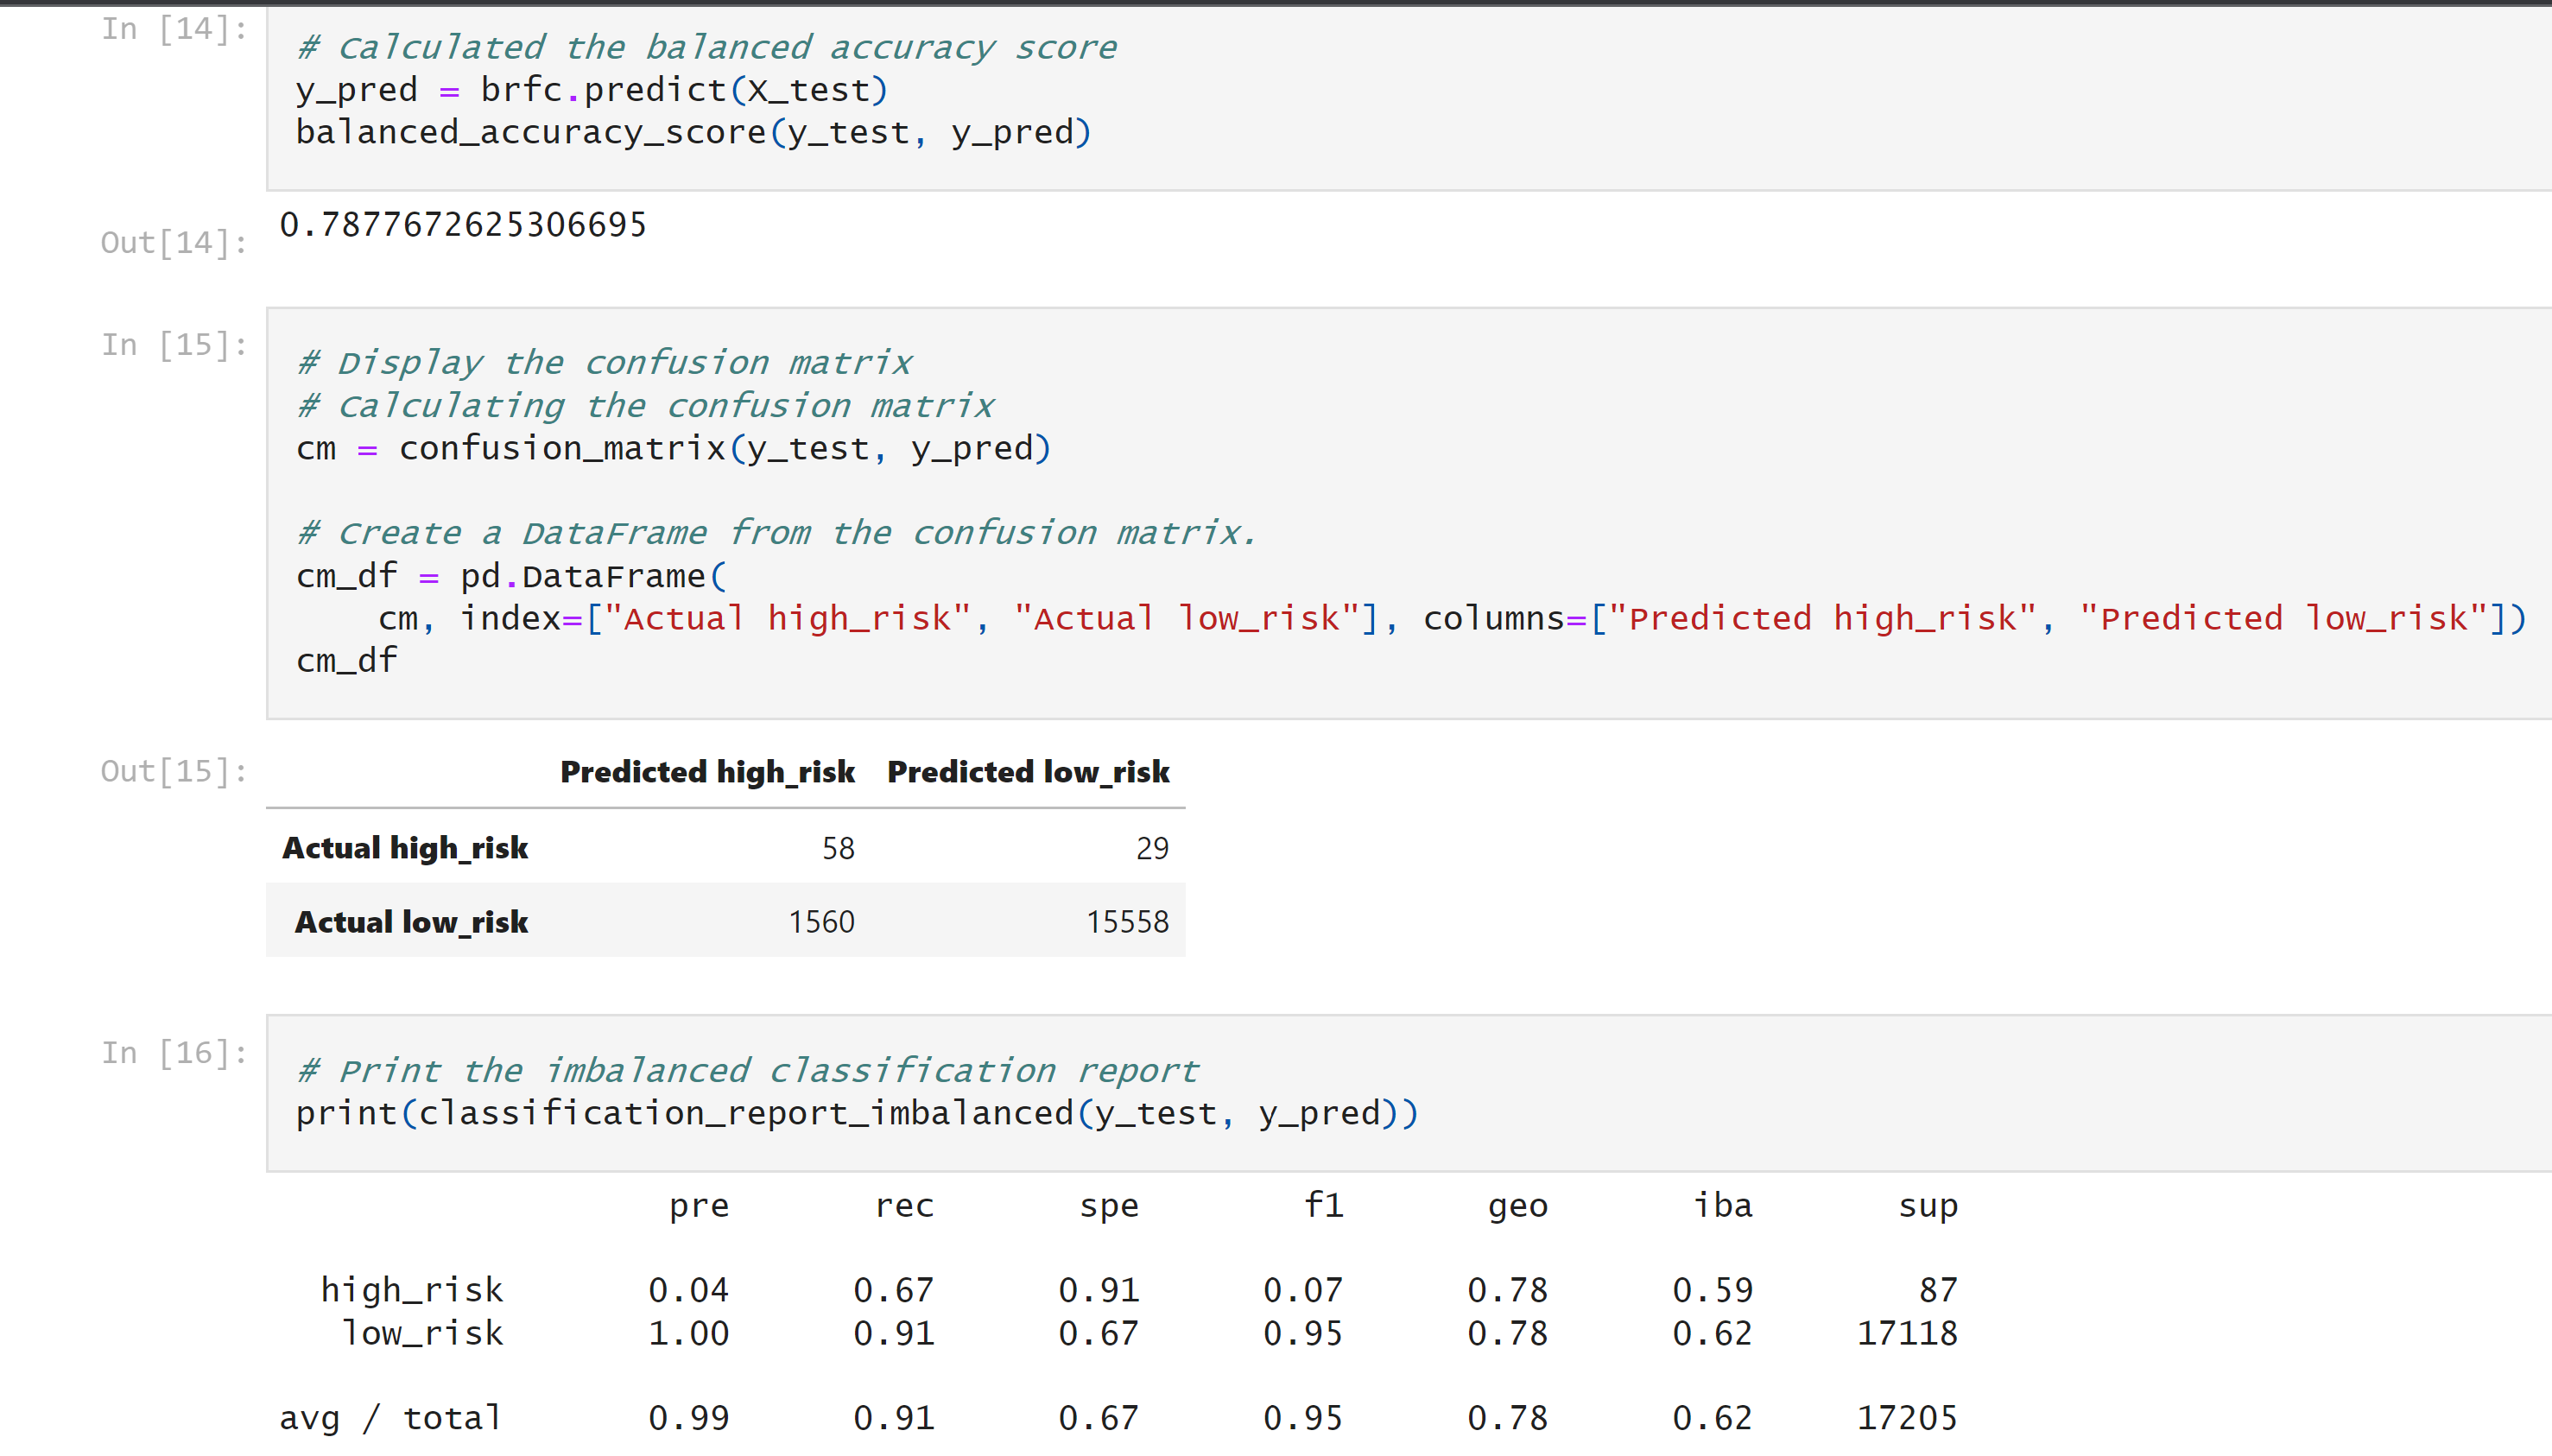 In [14]:
# Calculated the balanced accuracy score
y_pred = brfc.predict(X_test)
balanced_accuracy_score(y_test, y_pred)
Out[14]:
0.7877672625306695
In [15]:
# Display the confusion matrix
# Calculating the confusion matrix
cm = confusion_matrix(y_test, y_pred)
# Create a DataFrame from the confusion matrix.
cm_df = pd.DataFrame(
    cm, index=["Actual high_risk", "Actual low_risk"], columns=["Predicted high_risk", "Predicted low_risk"])
cm_df
Out[15]:
Predicted high_risk Predicted low_risk
Actual high_risk 58 29
Actual low_risk 1560 15558
In [16]:
# Print the imbalanced classification report
print(classification_report_imbalanced(y_test, y_pred))
pre rec spe f1 geo iba sup
high_risk 0.04 0.67 0.91 0.07 0.78 0.59 87
low_risk 1.00 0.91 0.67 0.95 0.78 0.62 17118
avg / total 0.99 0.91 0.67 0.95 0.78 0.62 17205